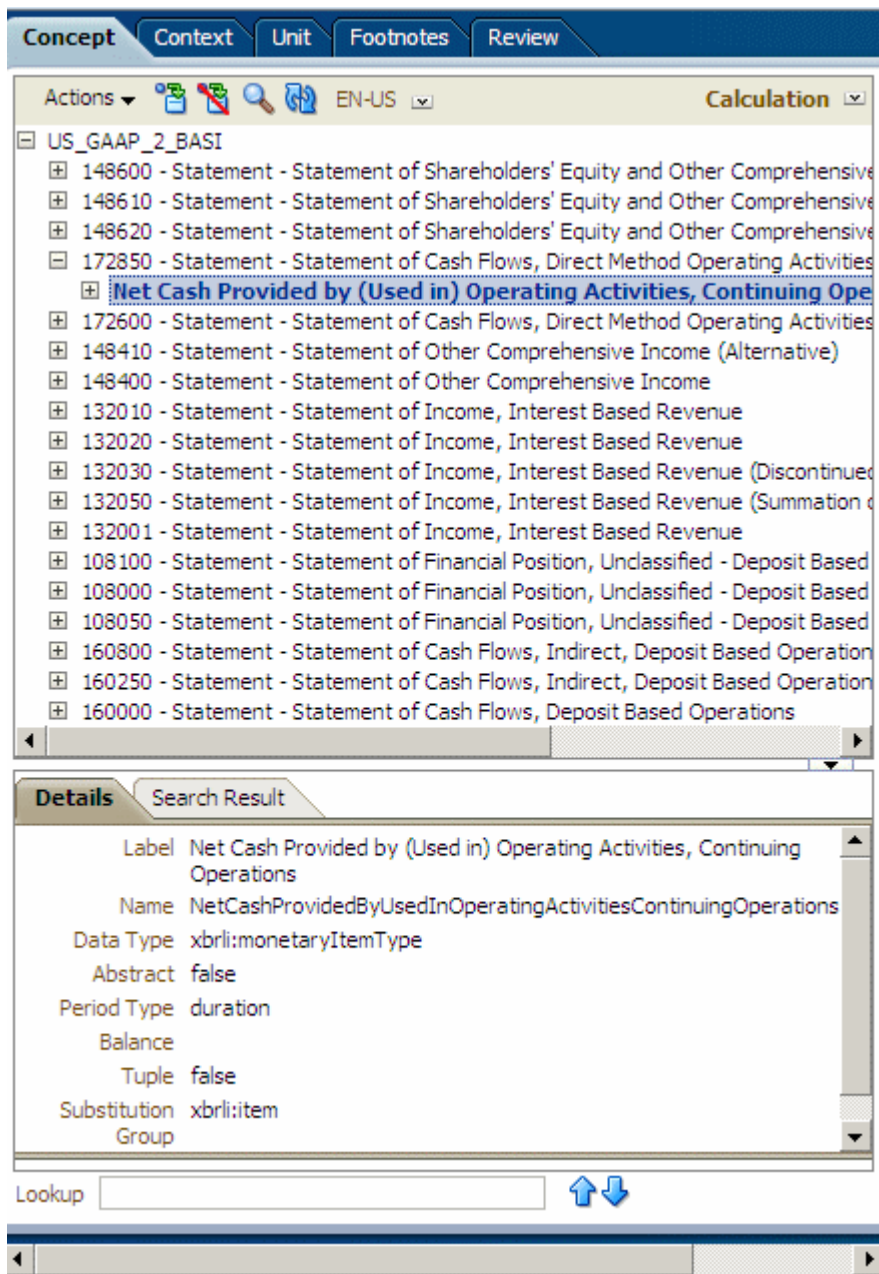 Concept Context Unit Footnotes Review
Actions EN-US Calculation
US_GAAP_2_BASI
148600 - Statement - Statement of Shareholders' Equity and Other Comprehensive
148610 - Statement - Statement of Shareholders' Equity and Other Comprehensive
148620 - Statement - Statement of Shareholders' Equity and Other Comprehensive
172850 - Statement - Statement of Cash Flows, Direct Method Operating Activities
Net Cash Provided by (Used in) Operating Activities, Continuing Ope
172600 - Statement - Statement of Cash Flows, Direct Method Operating Activities
148410 - Statement - Statement of Other Comprehensive Income (Alternative)
148400 - Statement - Statement of Other Comprehensive Income
132010 - Statement - Statement of Income, Interest Based Revenue
132020 - Statement - Statement of Income, Interest Based Revenue
132030 - Statement - Statement of Income, Interest Based Revenue (Discontinued
132050 - Statement - Statement of Income, Interest Based Revenue (Summation o
132001 - Statement - Statement of Income, Interest Based Revenue
108100 - Statement - Statement of Financial Position, Unclassified - Deposit Based
108000 - Statement - Statement of Financial Position, Unclassified - Deposit Based
108050 - Statement - Statement of Financial Position, Unclassified - Deposit Based
160800 - Statement - Statement of Cash Flows, Indirect, Deposit Based Operation
160250 - Statement - Statement of Cash Flows, Indirect, Deposit Based Operation
160000 - Statement - Statement of Cash Flows, Deposit Based Operations
Details Search Result
Label Net Cash Provided by (Used in) Operating Activities, Continuing
Operations
Name NetCashProvidedByUsedInOperatingActivitiesContinuingOperations
Data Type xbrli:monetaryItemType
Abstract false
Period Type duration
Balance
Tuple false
Substitution xbrli:item
Group
Lookup